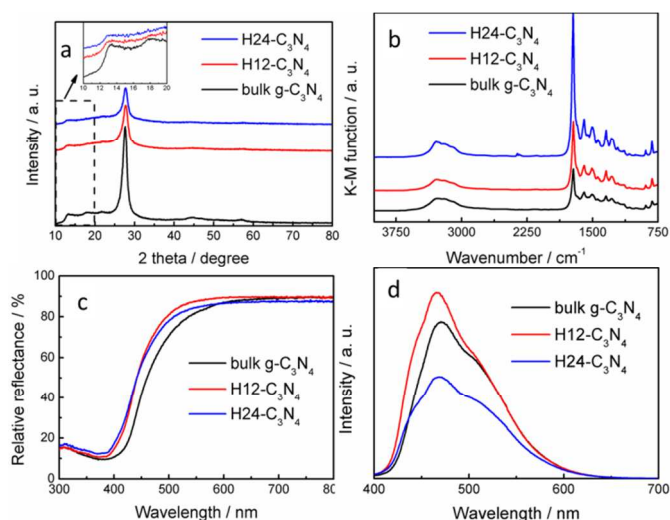 a
10 12 14 16 18 20
H24-C₃N₄
H12-C₃N₄
bulk g-C₃N₄
Intensity / a. u.
10 20 30 40 50 60 70 80
2 theta / degree
b
H24-C₃N₄
H12-C₃N₄
bulk g-C₃N₄
K-M function / a. u.
3750 3000 2250 1500 750
Wavenumber / cm⁻¹
c
100
80
60
40
20
0
bulk g-C₃N₄
H12-C₃N₄
H24-C₃N₄
Relative reflectance / %
300 400 500 600 700 80
Wavelength / nm
d
bulk g-C₃N₄
H12-C₃N₄
H24-C₃N₄
Intensity / a. u.
400 500 600 700
Wavelength / nm